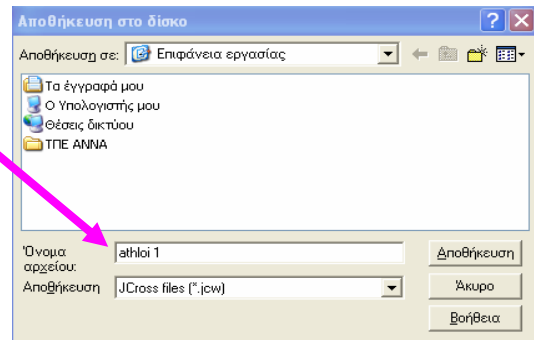 Αποθήκευση στο δίσκο
Αποθήκευση σε: Επιφάνεια εργασίας
Τα έγγραφά μου
Ο Υπολογιστής μου
Θέσεις δικτύου
ΤΠΕ ΑΝΝΑ
Όνομα αρχείου: athloi 1 Αποθήκευση
Αποθήκευση JCross files (*.jcw) Άκυρο
Βοήθεια